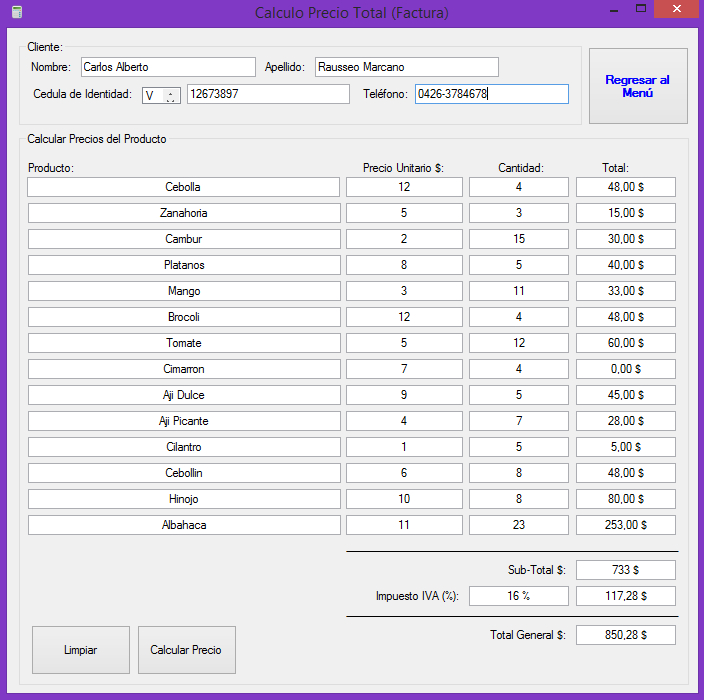 Calculo Precio Total (Factura)
Cliente:
Nombre: Carlos Alberto Apellido: Rausseo Marcano
Cedula de Identidad: V 12673897 Teléfono: 0426-3784678
Regresar al
Menú
Calcular Precios del Producto
Producto: Precio Unitario $: Cantidad: Total:
Cebolla 12 4 48,00 $
Zanahoria 5 3 15,00 $
Cambur 2 15 30,00 $
Platanos 8 5 40,00 $
Mango 3 11 33,00 $
Brocoli 12 4 48,00 $
Tomate 5 12 60,00 $
Cimarron 7 4 0,00 $
Aji Dulce 9 5 45,00 $
Aji Picante 4 7 28,00 $
Cilantro 1 5 5,00 $
Cebollin 6 8 48,00 $
Hinojo 10 8 80,00 $
Albahaca 11 23 253,00 $
Sub-Total $: 733 $
Impuesto IVA (%): 16 % 117,28 $
Total General $: 850,28 $
Limpiar Calcular Precio